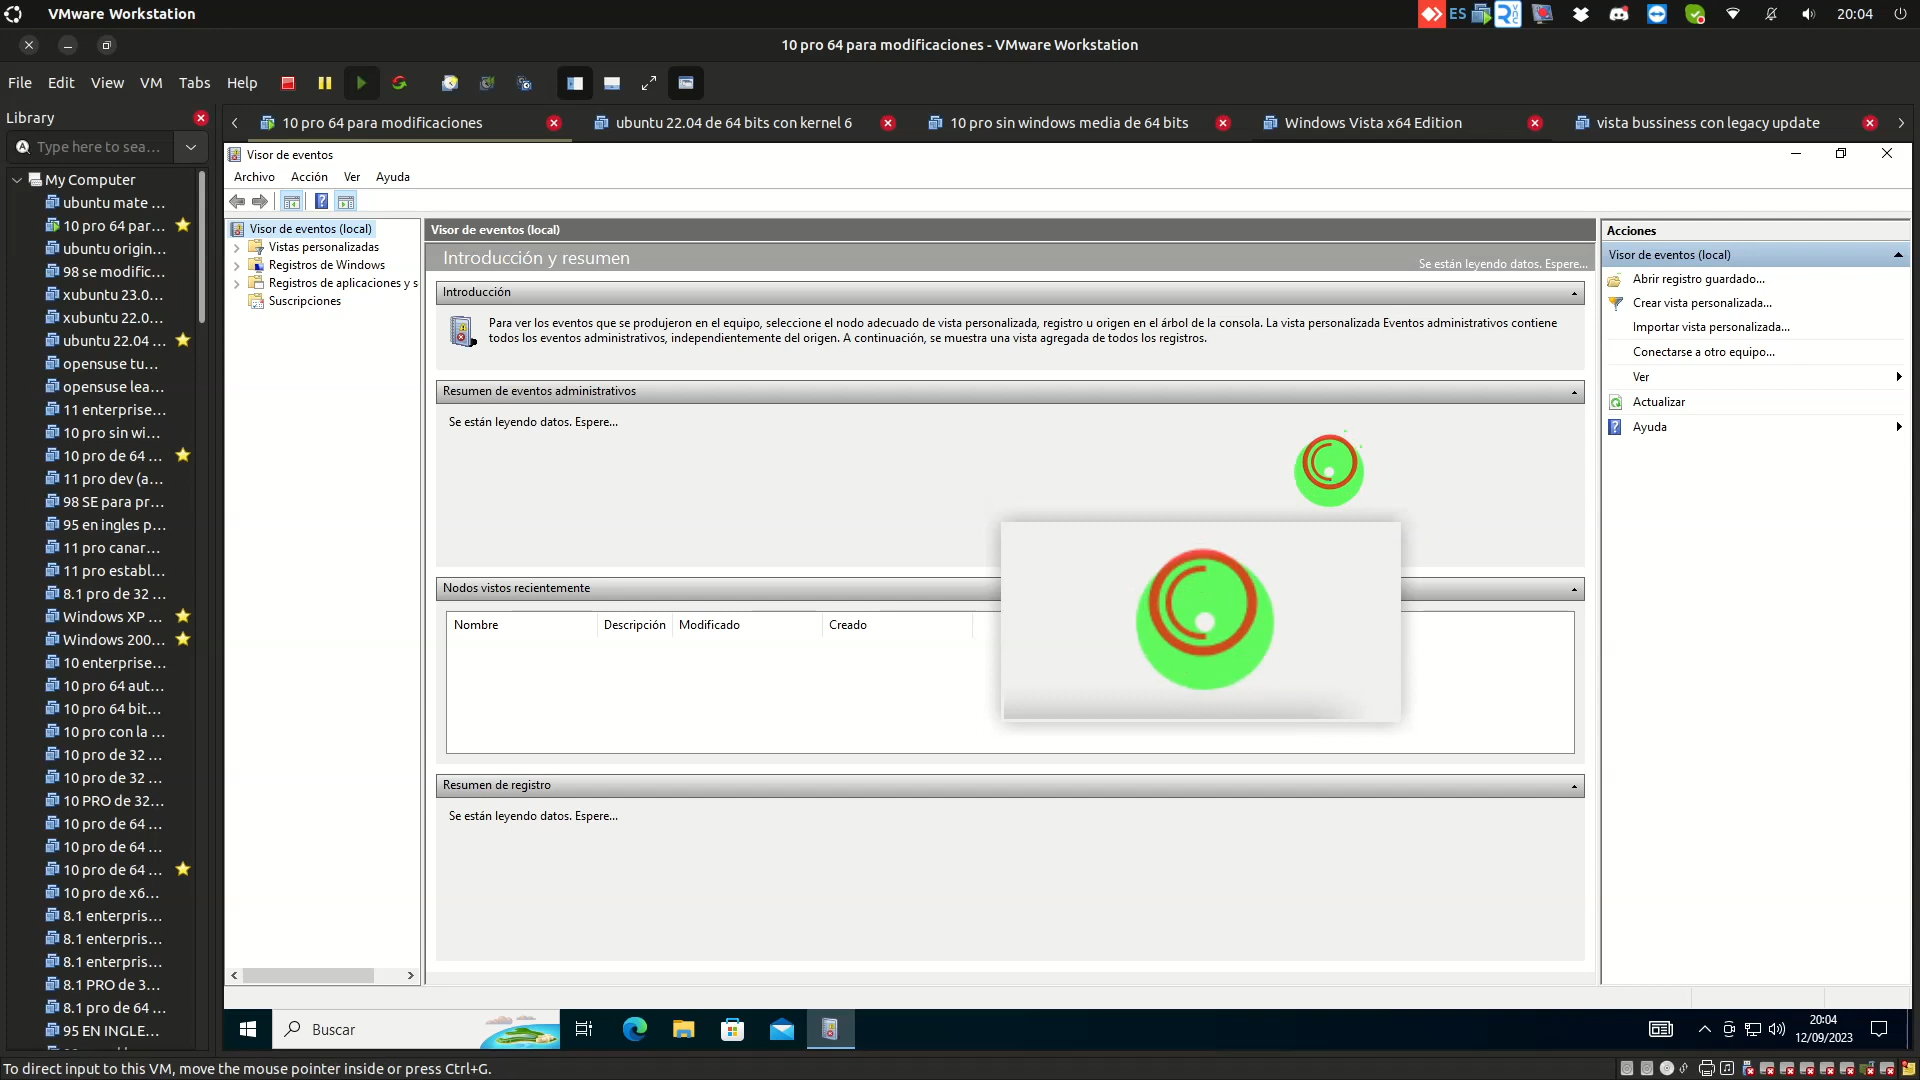 VMware Workstation
ES
20:04
10 pro 64 para modificaciones - VMware Workstation
File Edit View VM Tabs Help
Library
Type here to sea...
10 pro 64 para modificaciones
ubuntu 22.04 de 64 bits con kernel 6
10 pro sin windows media de 64 bits
Windows Vista x64 Edition
vista bussiness con legacy update
My Computer
ubuntu mate ...
10 pro 64 par...
ubuntu origin...
98 se modific...
xubuntu 23.0...
xubuntu 22.0...
ubuntu 22.04 ...
opensuse tu...
opensuse lea...
11 enterprise...
10 pro sin wi...
10 pro de 64 ...
11 pro dev (a...
98 SE para pr...
95 en ingles p...
11 pro canar...
11 pro establ...
8.1 pro de 32 ...
Windows XP ...
Windows 200...
10 enterprise...
10 pro 64 aut...
10 pro 64 bit...
10 pro con la ...
10 pro de 32 ...
10 pro de 32 ...
10 PRO de 32...
10 pro de 64 ...
10 pro de 64 ...
10 pro de 64 ...
10 pro de x6...
8.1 enterpris...
8.1 enterpris...
8.1 enterpris...
8.1 PRO de 3...
8.1 pro de 64 ...
95 EN INGLE...
Visor de eventos
Archivo Acción Ver Ayuda
Visor de eventos (local)
Vistas personalizadas
Registros de Windows
Registros de aplicaciones y s
Suscripciones
Visor de eventos (local)
Introducción y resumen
Se están leyendo datos. Espere...
Introducción
Para ver los eventos que se produjeron en el equipo, seleccione el nodo adecuado de vista personalizada, registro u origen en el árbol de la consola. La vista personalizada Eventos administrativos contiene
todos los eventos administrativos, independientemente del origen. A continuación, se muestra una vista agregada de todos los registros.
Resumen de eventos administrativos
Se están leyendo datos. Espere...
Nodos vistos recientemente
Nombre Descripción Modificado Creado
Resumen de registro
Se están leyendo datos. Espere...
Acciones
Visor de eventos (local)
Abrir registro guardado...
Crear vista personalizada...
Importar vista personalizada...
Conectarse a otro equipo...
Ver
Actualizar
Ayuda
Buscar
20:04
12/09/2023
To direct input to this VM, move the mouse pointer inside or press Ctrl+G.